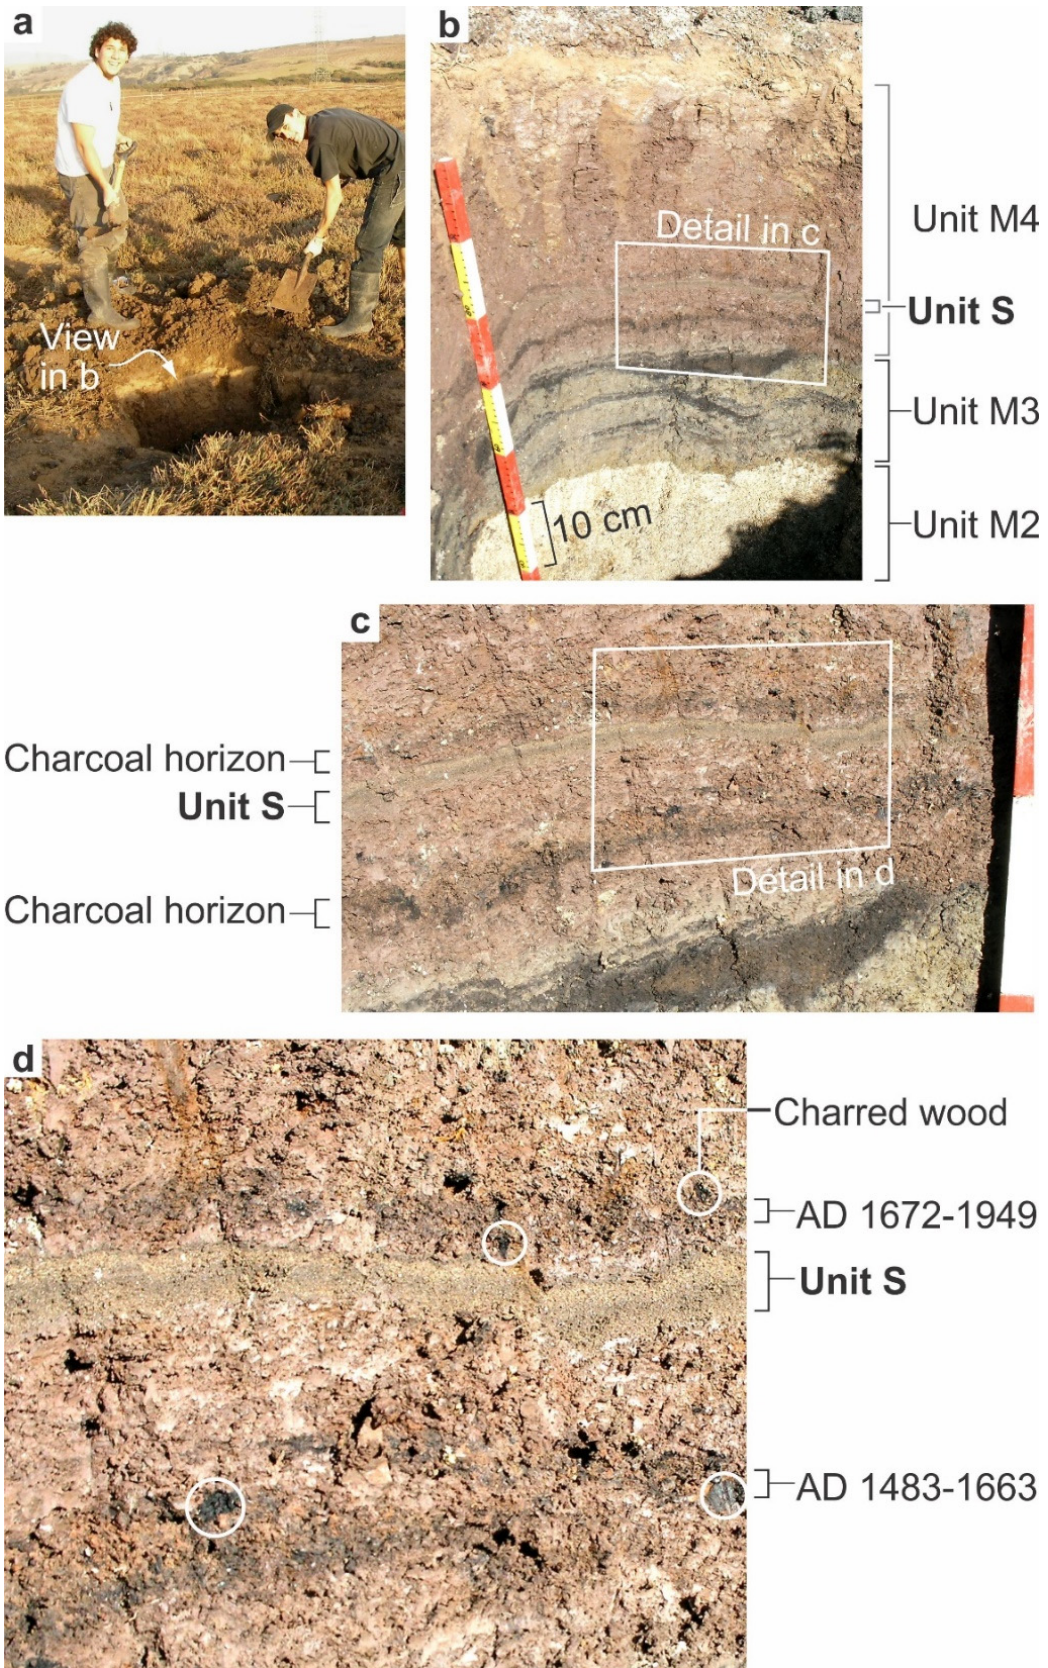 a
View
in b
b
Detail in c
10 cm
Unit M4
Unit S
Unit M3
Unit M2
c
Charcoal horizon
Unit S
Charcoal horizon
Detail in d
d
Charred wood
AD 1672-1949
Unit S
AD 1483-1663